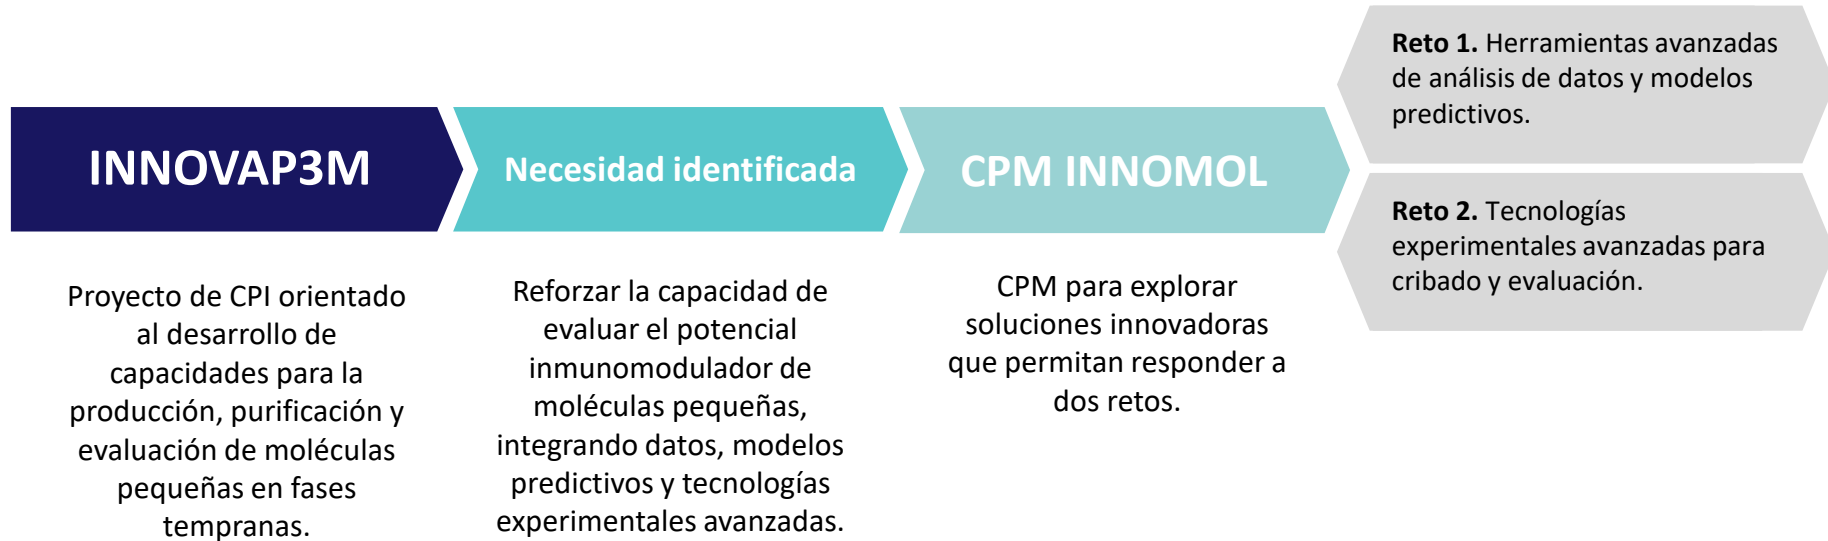 INNOVAP3M
Proyecto de CPI orientado
al desarrollo de
capacidades para la
producción, purificación y
evaluación de moléculas
pequeñas en fases
tempranas.
Necesidad identificada
Reforzar la capacidad de
evaluar el potencial
inmunomodulador de
moléculas pequeñas,
integrando datos, modelos
predictivos y tecnologías
experimentales avanzadas.
CPM INNOMOL
CPM para explorar
soluciones innovadoras
que permitan responder a
dos retos.
Reto 1. Herramientas avanzadas
de análisis de datos y modelos
predictivos.
Reto 2. Tecnologías
experimentales avanzadas para
cribado y evaluación.